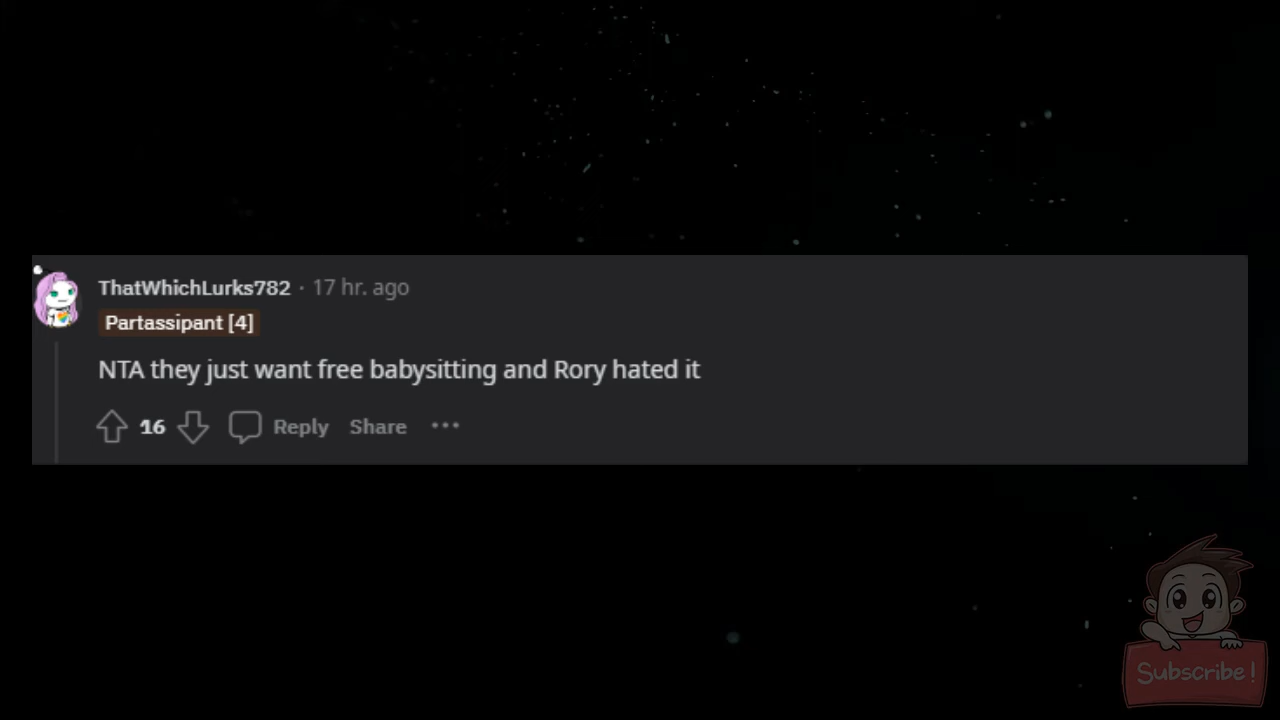 ThatWhichLurks782 · 17 hr. ago
Partassipant [4]
NTA they just want free babysitting and Rory hated it
16 Reply Share ···
Subscribe!